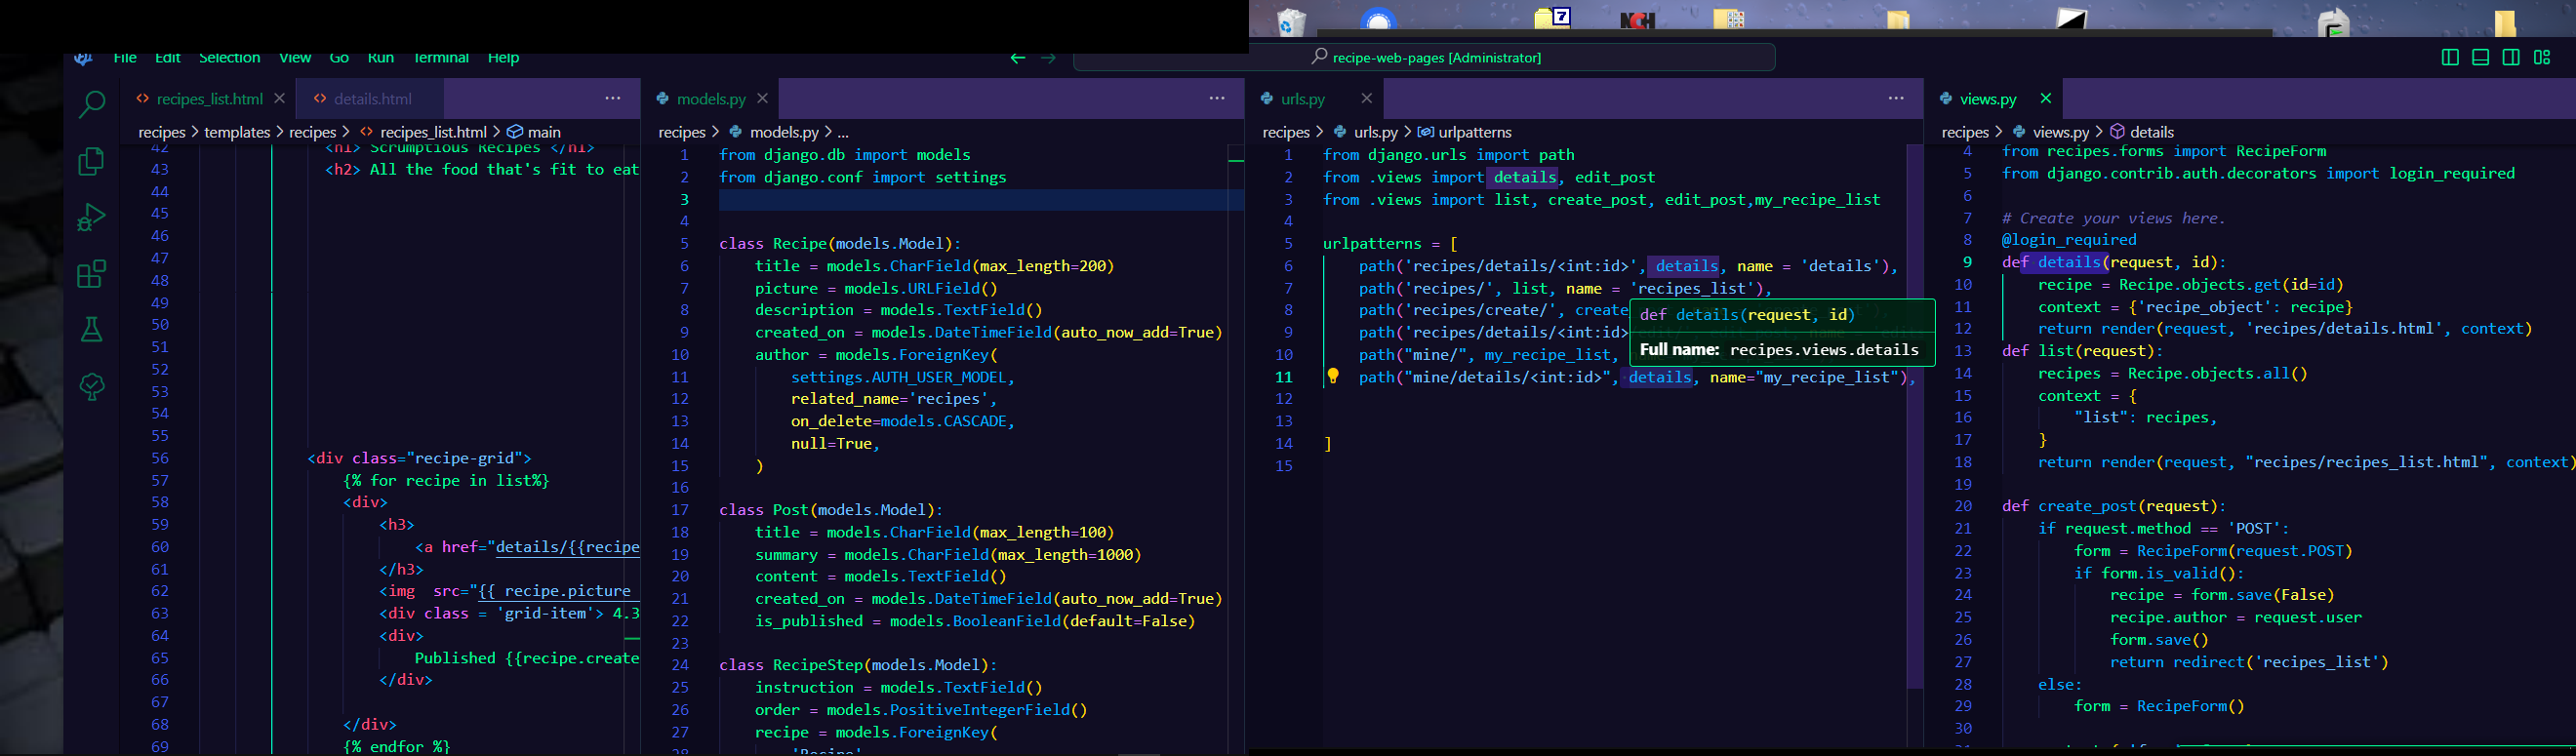 7
NCH
File Edit Selection View Go Run Terminal Help
recipe-web-pages [Administrator]
recipes_list.html
details.html
recipes > templates > recipes > recipes_list.html > main
42 <h1> Scrumptious Recipes </h1>
43 <h2> All the food that's fit to eat
44
45
46
47
48
49
50
51
52
53
54
55
56 <div class="recipe-grid">
57 {% for recipe in list%}
58 <div>
59 <h3>
60 <a href="details/{{recipe
61 </h3>
62 <img  src="{{ recipe.picture
63 <div class = 'grid-item'> 4.3
64 <div>
65 Published {{recipe.create
66 </div>
67
68 </div>
69 {% endfor %}
models.py
recipes > models.py > ...
1 from django.db import models
2 from django.conf import settings
3
4
5 class Recipe(models.Model):
6 title = models.CharField(max_length=200)
7 picture = models.URLField()
8 description = models.TextField()
9 created_on = models.DateTimeField(auto_now_add=True)
10 author = models.ForeignKey(
11 settings.AUTH_USER_MODEL,
12 related_name='recipes',
13 on_delete=models.CASCADE,
14 null=True,
15 )
16
17 class Post(models.Model):
18 title = models.CharField(max_length=100)
19 summary = models.CharField(max_length=1000)
20 content = models.TextField()
21 created_on = models.DateTimeField(auto_now_add=True)
22 is_published = models.BooleanField(default=False)
23
24 class RecipeStep(models.Model):
25 instruction = models.TextField()
26 order = models.PositiveIntegerField()
27 recipe = models.ForeignKey(
28 'Recipe'
urls.py
recipes > urls.py > urlpatterns
1 from django.urls import path
2 from .views import details, edit_post
3 from .views import list, create_post, edit_post,my_recipe_list
4
5 urlpatterns = [
6 path('recipes/details/<int:id>', details, name = 'details'),
7 path('recipes/', list, name = 'recipes_list'),
8 path('recipes/create/', create
9 path('recipes/details/<int:id>
10 path("mine/", my_recipe_list,
11 path("mine/details/<int:id>", details, name="my_recipe_list"),
12
13
14 ]
15
def details(request, id)
Full name: recipes.views.details
views.py
recipes > views.py > details
4 from recipes.forms import RecipeForm
5 from django.contrib.auth.decorators import login_required
6
7 # Create your views here.
8 @login_required
9 def details(request, id):
10 recipe = Recipe.objects.get(id=id)
11 context = {'recipe_object': recipe}
12 return render(request, 'recipes/details.html', context)
13 def list(request):
14 recipes = Recipe.objects.all()
15 context = {
16 "list": recipes,
17 }
18 return render(request, "recipes/recipes_list.html", context)
19
20 def create_post(request):
21 if request.method == 'POST':
22 form = RecipeForm(request.POST)
23 if form.is_valid():
24 recipe = form.save(False)
25 recipe.author = request.user
26 form.save()
27 return redirect('recipes_list')
28 else:
29 form = RecipeForm()
30